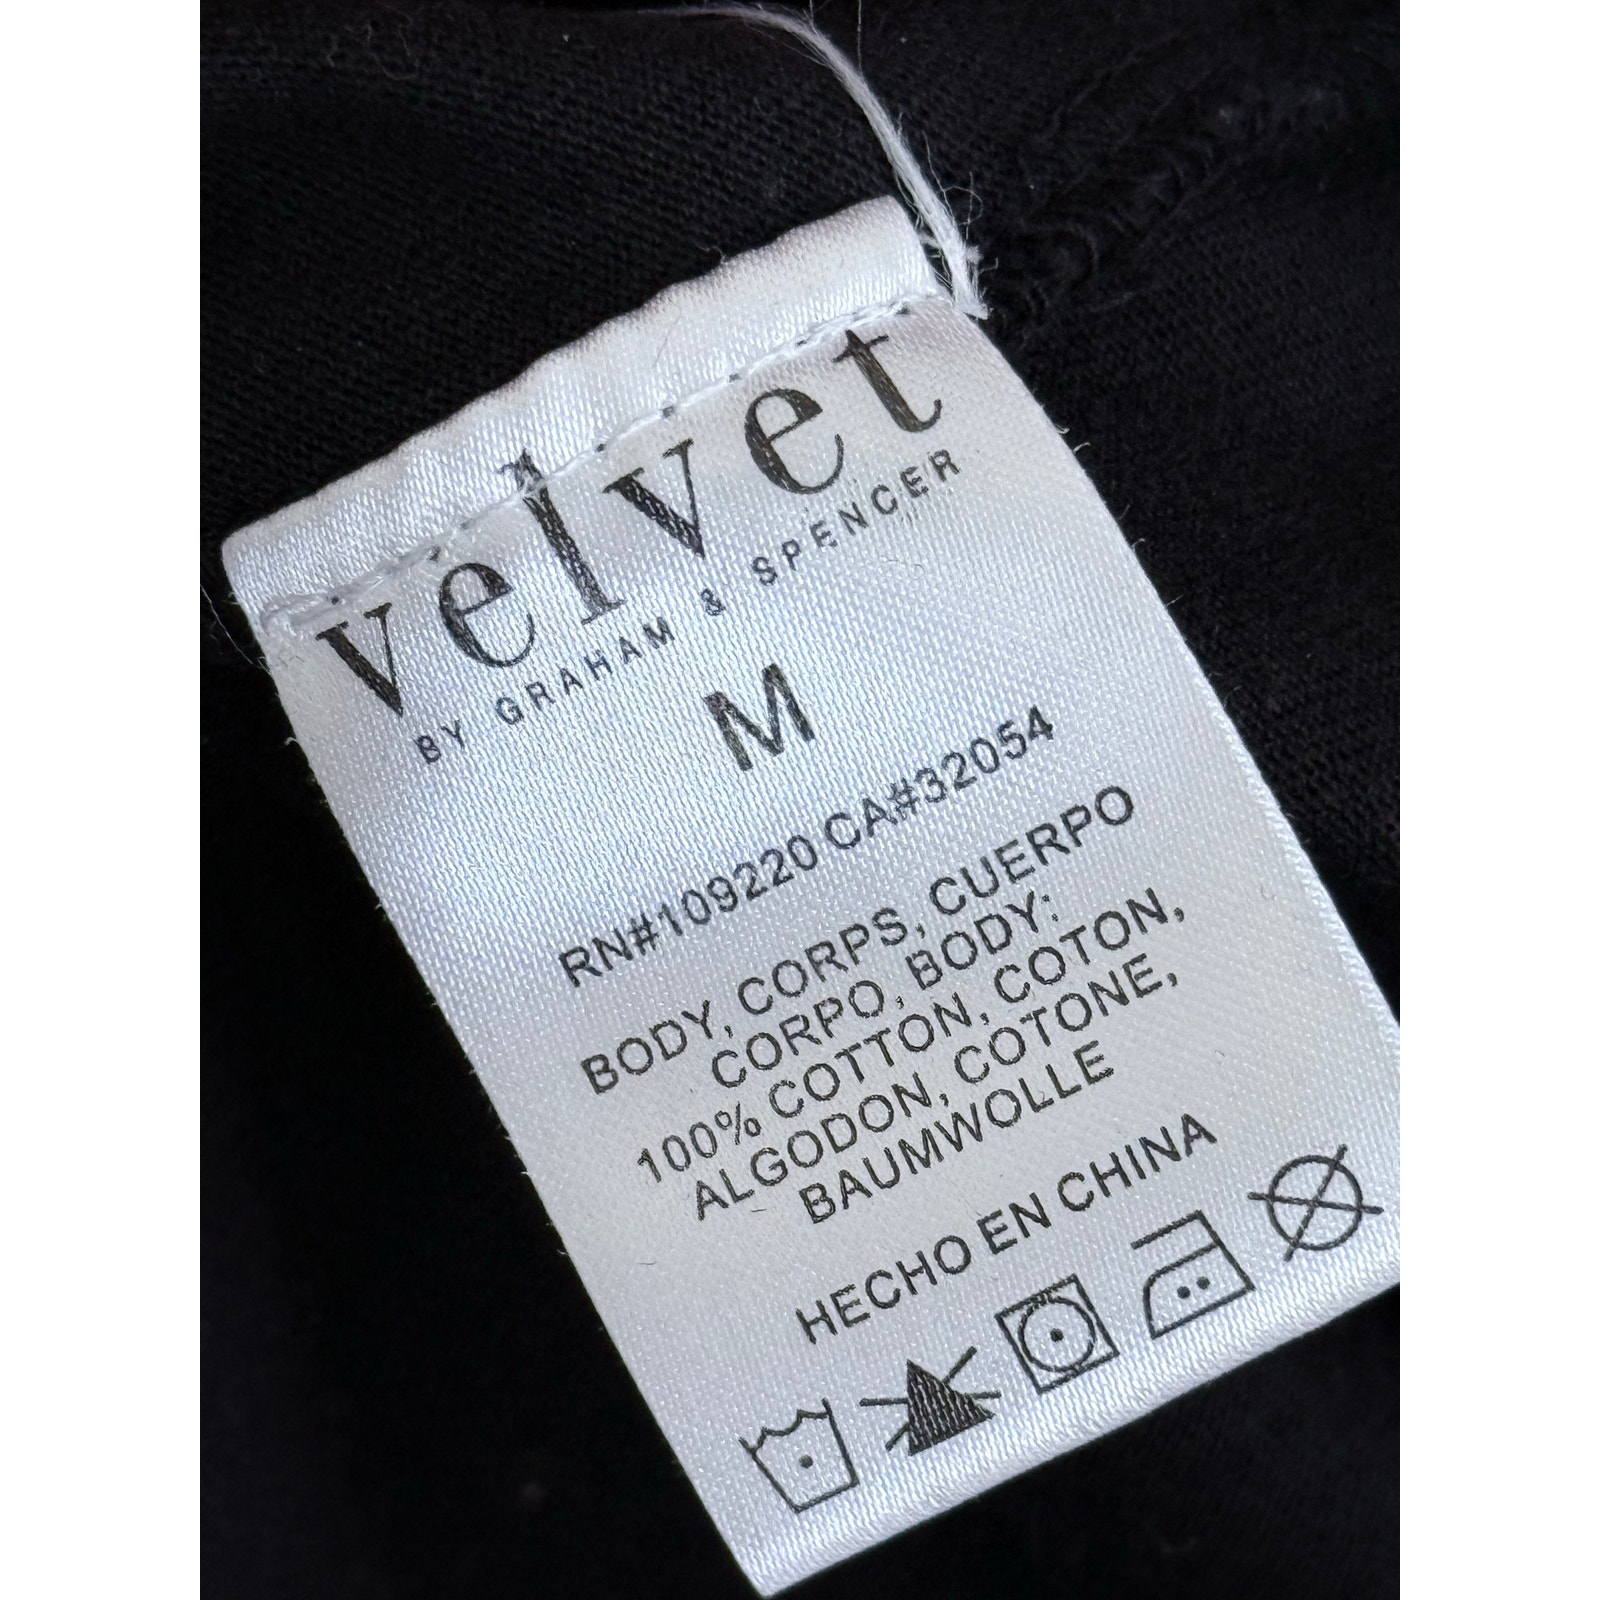 velvet
BY GRAHAM & SPENCER
M
RN#109220 CA#32054
BODY, CORPS, CUERPO
CORPO, BODY:
100% COTTON, COTON,
ALGODON, COTONE,
BAUMWOLLE
HECHO EN CHINA